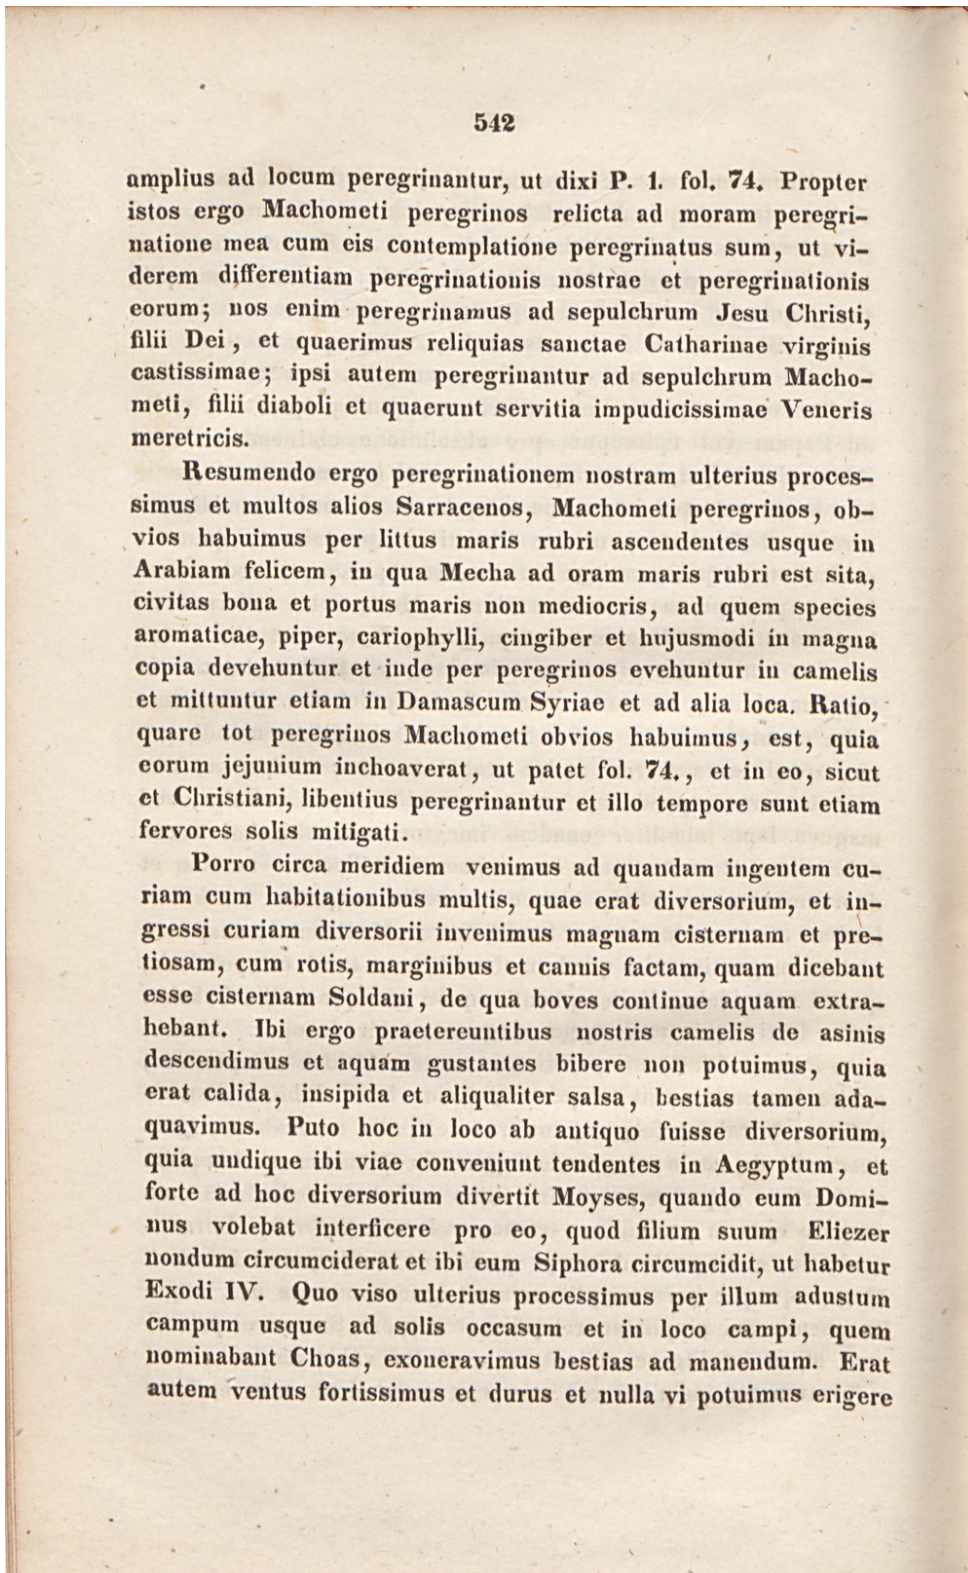 542
amplius ad locum peregrinantur, ut dixi P. 1. fol. 74. Propter
istos ergo Machometi peregrinos relicta ad moram peregri-
natione mea cum eis contemplatione peregrinatus sum, ut vi-
derem differentiam peregrinationis nostrae et peregrinationis
eorum; nos enim peregrinamus ad sepulchrum Jesu Christi,
filii Dei, et quaerimus reliquias sanctae Catharinae virginis
castissimae; ipsi autem peregrinantur ad sepulchrum Macho-
meti, filii diaboli et quaerunt servitia impudicissimae Veneris
meretricis.
Resumendo ergo peregrinationem nostram ulterius proces-
simus et multos alios Sarracenos, Machometi peregrinos, ob-
vios habuimus per littus maris rubri ascendentes usque in
Arabiam felicem, in qua Mecha ad oram maris rubri est sita,
civitas bona et portus maris non mediocris, ad quem species
aromaticae, piper, cariophylli, cingiber et hujusmodi in magna
copia devehuntur et inde per peregrinos evehuntur in camelis
et mittuntur etiam in Damascum Syriae et ad alia loca. Ratio,
quare tot peregrinos Machometi obvios habuimus, est, quia
eorum jejunium inchoaverat, ut patet fol. 74., et in eo, sicut
et Christiani, libentius peregrinantur et illo tempore sunt etiam
fervores solis mitigati.
Porro circa meridiem venimus ad quandam ingentem cu-
riam cum habitationibus multis, quae erat diversorium, et in-
gressi curiam diversorii invenimus magnam cisternam et pre-
tiosam, cum rotis, marginibus et cannis factam, quam dicebant
esse cisternam Soldani, de qua boves continue aquam extra-
hebant. Ibi ergo praetereuntibus nostris camelis de asinis
descendimus et aquam gustantes bibere non potuimus, quia
erat calida, insipida et aliqualiter salsa, bestias tamen ada-
quavimus. Puto hoc in loco ab antiquo fuisse diversorium,
quia undique ibi viae conveniunt tendentes in Aegyptum, et
forte ad hoc diversorium divertit Moyses, quando eum Domi-
nus volebat interficere pro eo, quod filium suum Eliezer
nondum circumciderat et ibi eum Siphora circumcidit, ut habetur
Exodi IV. Quo viso ulterius processimus per illum adustum
campum usque ad solis occasum et in loco campi, quem
nominabant Choas, exoneravimus bestias ad manendum. Erat
autem ventus fortissimus et durus et nulla vi potuimus erigere